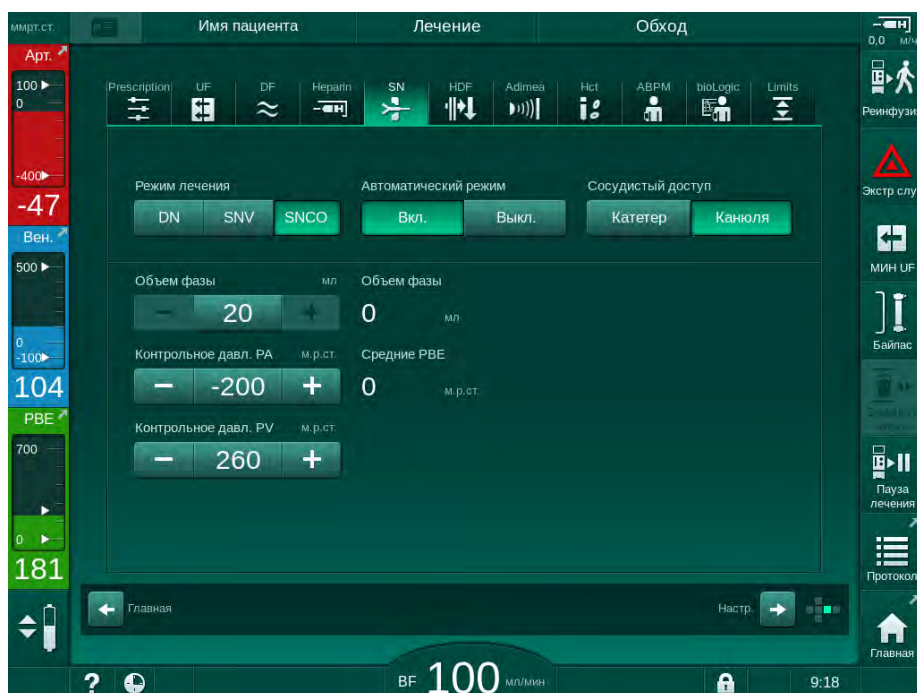 ммрт.ст.
Имя пациента
Лечение
Обход
0,0 м/ч
Арт.
100
0
-400
-47
Вен.
500
0
-100
104
PBE
700
0
181
Prescription
UF
DF
Heparin
SN
HDF
Adimea
Hct
ABPM
bioLogic
Limits
Режим лечения
DN
SNV
SNCO
Автоматический режим
Вкл.
Выкл.
Сосудистый доступ
Катетер
Канюля
Объем фазы мл
− 20 +
Объем фазы
0 мл
Контрольное давл. PA м.р.ст.
− -200 +
Средние PBE
0 м.р.ст.
Контрольное давл. PV м.р.ст.
− 260 +
Главная
Настр.
Реинфузи
Экстр слу
МИН UF
Байпас
Пауза
лечения
Протокол
Главная
?
BF 100 мл/мин
9:18